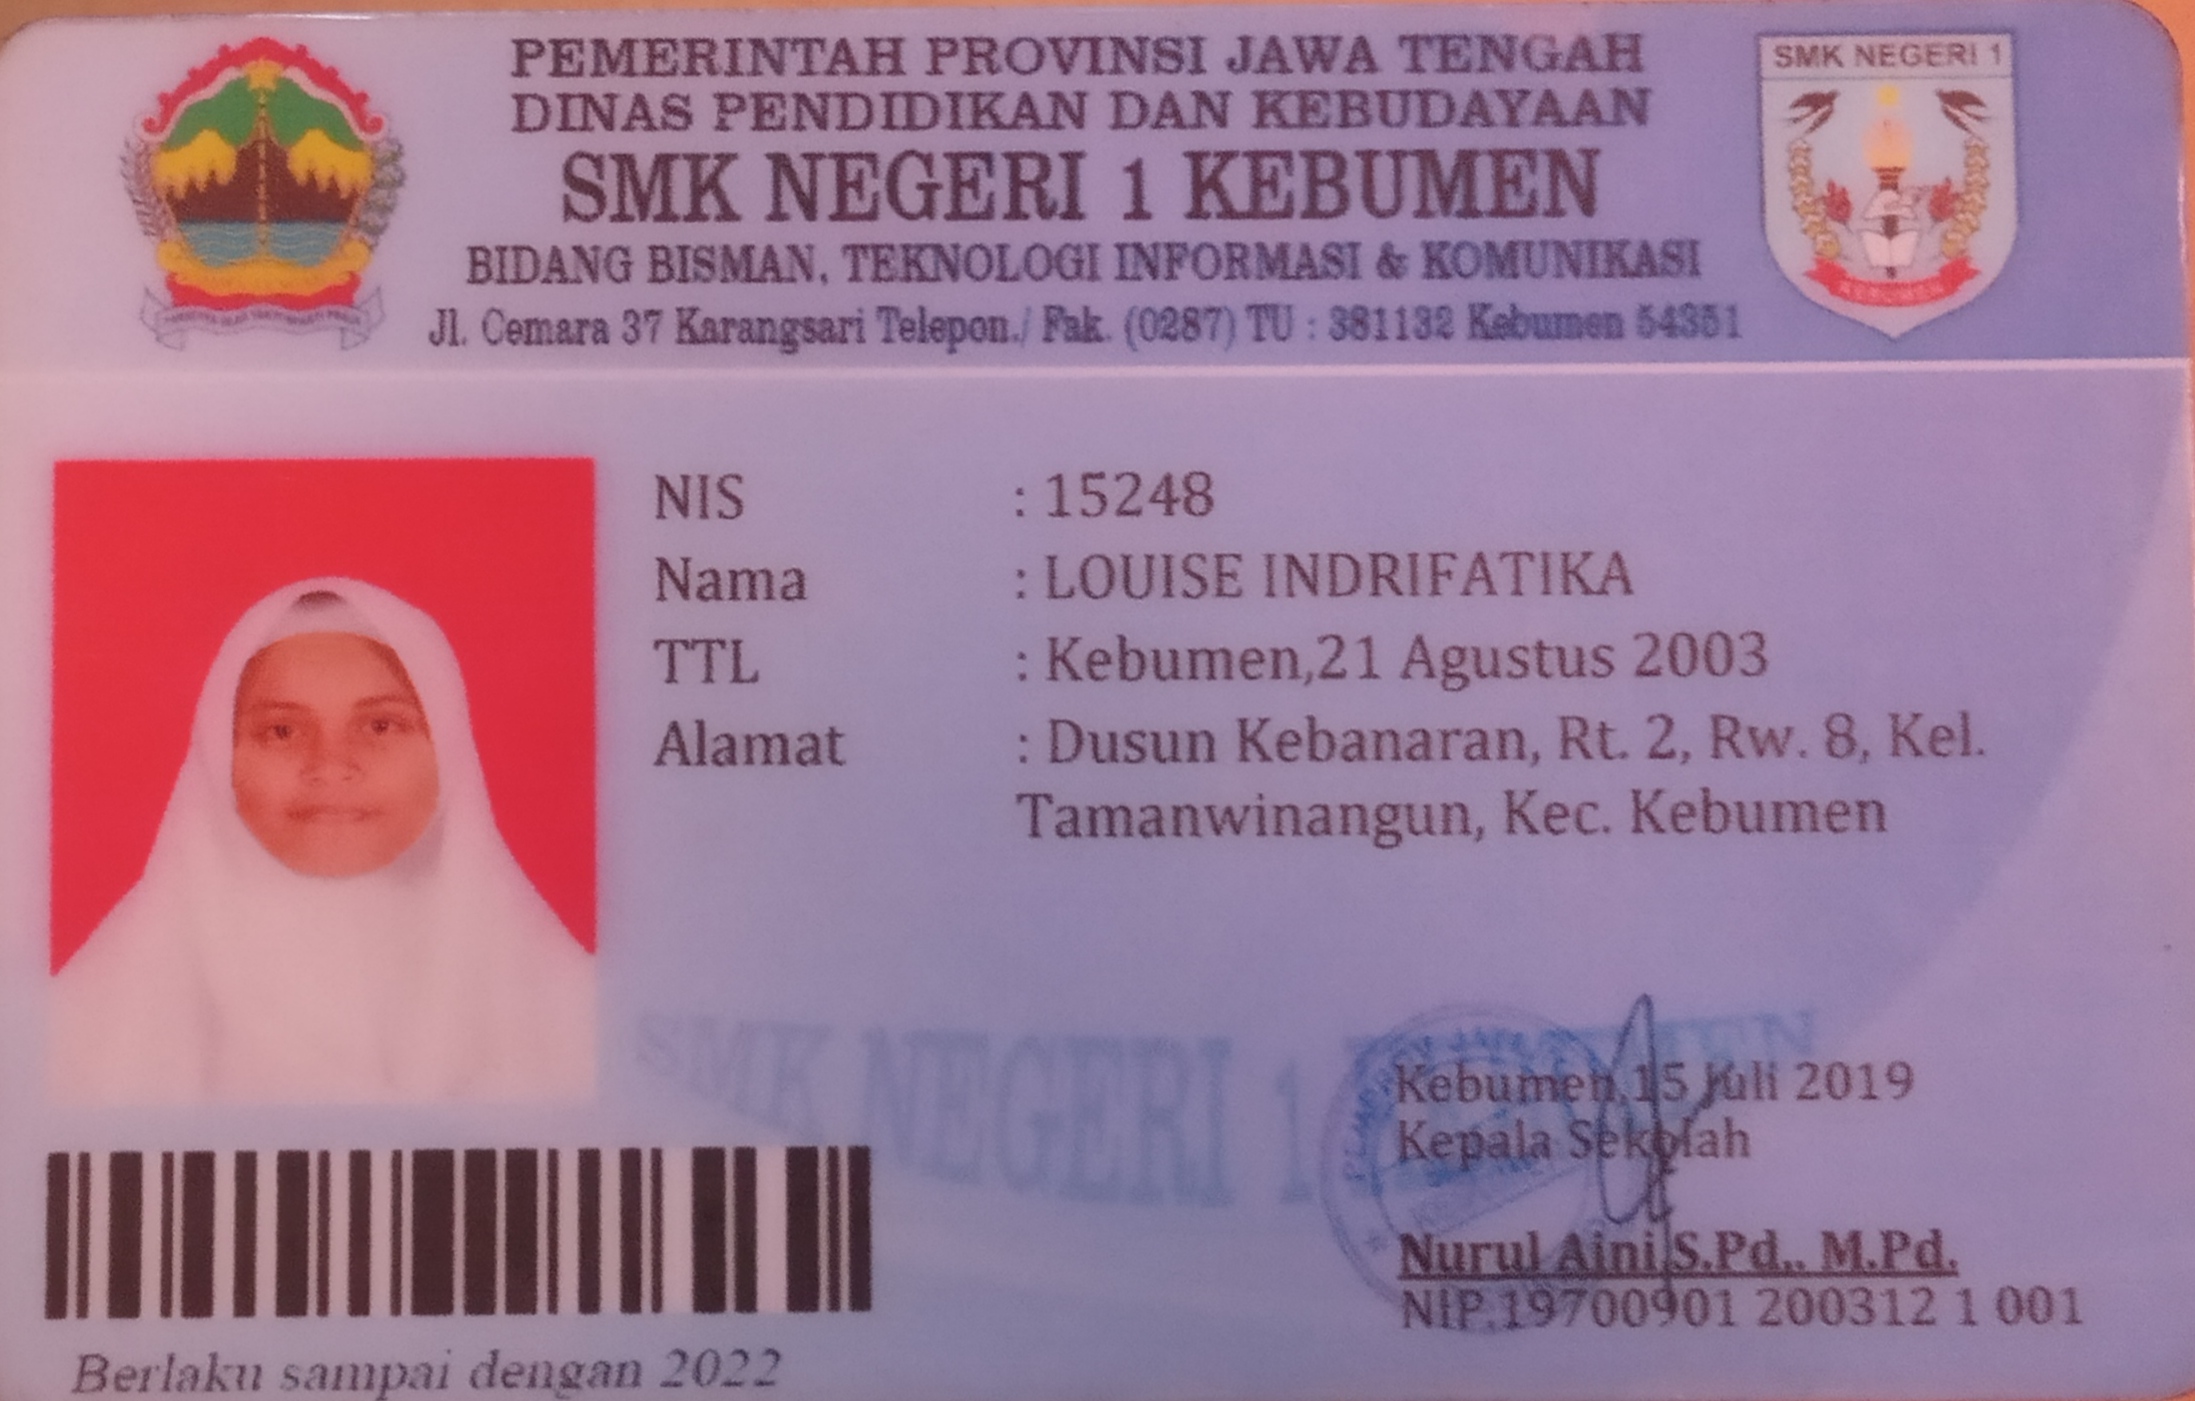 PEMERINTAH PROVINSI JAWA TENGAH
DINAS PENDIDIKAN DAN KEBUDAYAAN
SMK NEGERI 1 KEBUMEN
BIDANG BISMAN, TEKNOLOGI INFORMASI & KOMUNIKASI
Jl. Cemara 37 Karangsari Telepon./ Fak. (0287) TU : 381132 Kebumen 54351
SMK NEGERI 1
KEBUMEN
NIS : 15248
Nama : LOUISE INDRIFATIKA
TTL : Kebumen,21 Agustus 2003
Alamat : Dusun Kebanaran, Rt. 2, Rw. 8, Kel.
Tamanwinangun, Kec. Kebumen
SMK NEGERI 1 KEBUMEN
Kebumen,15 Juli 2019
Kepala Sekolah
Nurul Aini,S.Pd., M.Pd.
NIP.19700901 200312 1 001
Berlaku sampai dengan 2022